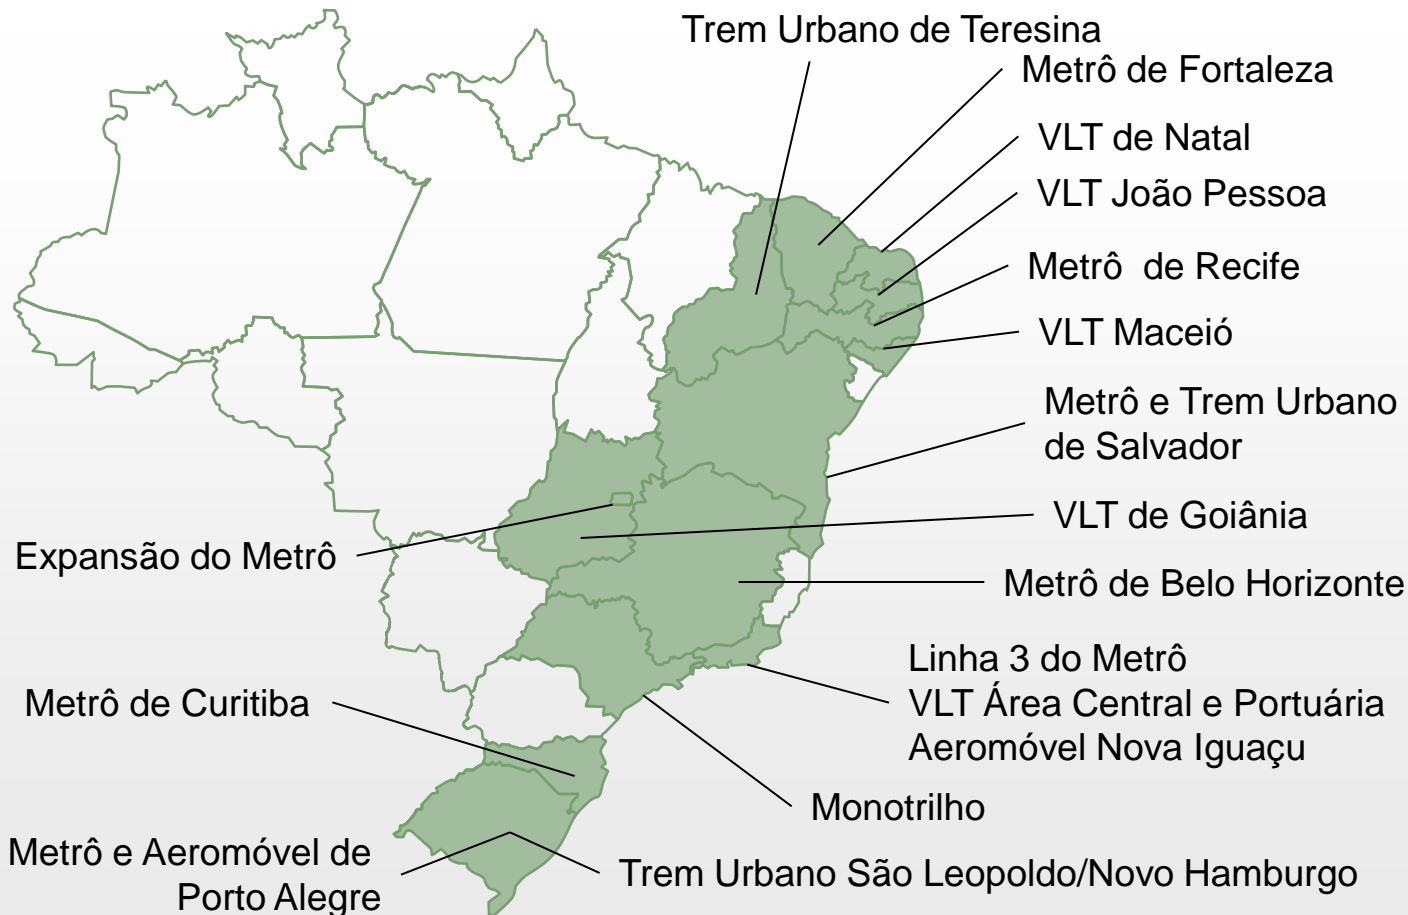 Trem Urbano de Teresina
Metrô de Fortaleza
VLT de Natal
VLT João Pessoa
Metrô de Recife
VLT Maceió
Metrô e Trem Urbano
de Salvador
VLT de Goiânia
Expansão do Metrô
Metrô de Belo Horizonte
Linha 3 do Metrô
VLT Área Central e Portuária
Aeromóvel Nova Iguaçu
Metrô de Curitiba
Monotrilho
Metrô e Aeromóvel de
Porto Alegre
Trem Urbano São Leopoldo/Novo Hamburgo